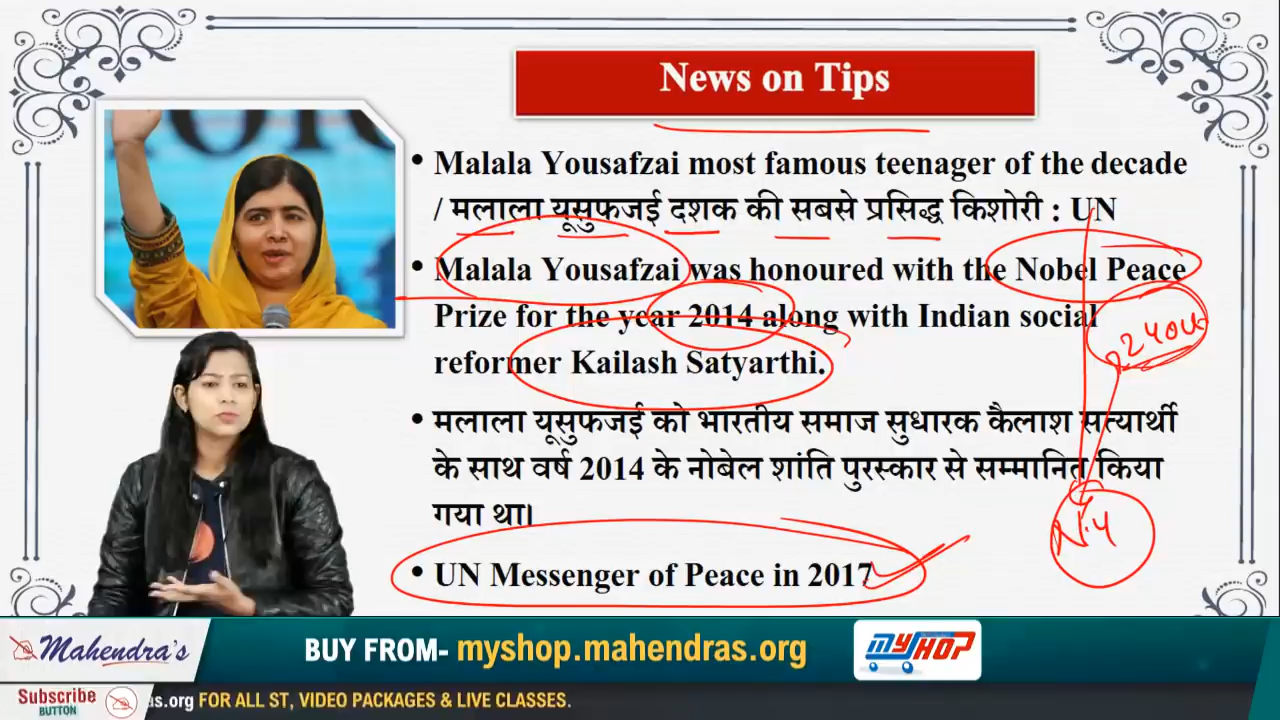 News on Tips
• Malala Yousafzai most famous teenager of the decade
/ मलाला यूसुफजई दशक की सबसे प्रसिद्ध किशोरी : UN
• Malala Yousafzai was honoured with the Nobel Peace
Prize for the year 2014 along with Indian social
reformer Kailash Satyarthi.
• मलाला यूसुफजई को भारतीय समाज सुधारक कैलाश सत्यार्थी
के साथ वर्ष 2014 के नोबेल शांति पुरस्कार से सम्मानित किया
गया था।
• UN Messenger of Peace in 2017
N.Y
Mahendra's
BUY FROM- myshop.mahendras.org
MY SHOP
Subscribe
BUTTON
as.org FOR ALL ST, VIDEO PACKAGES & LIVE CLASSES.